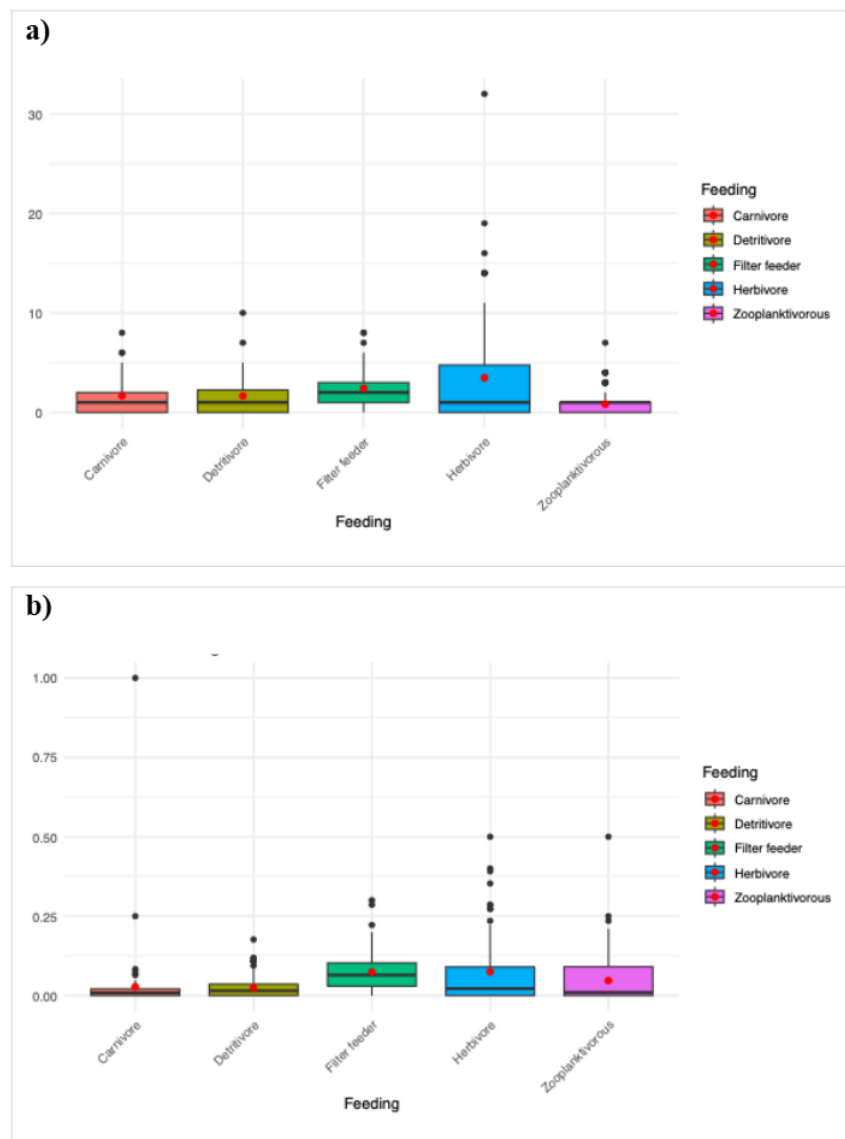 a)
30
20
10
0
Carnivore
Detritivore
Filter feeder
Herbivore
Zooplanktivorous
Feeding
Feeding
Carnivore
Detritivore
Filter feeder
Herbivore
Zooplanktivorous
b)
1.00
0.75
0.50
0.25
0.00
Carnivore
Detritivore
Filter feeder
Herbivore
Zooplanktivorous
Feeding
Feeding
Carnivore
Detritivore
Filter feeder
Herbivore
Zooplanktivorous